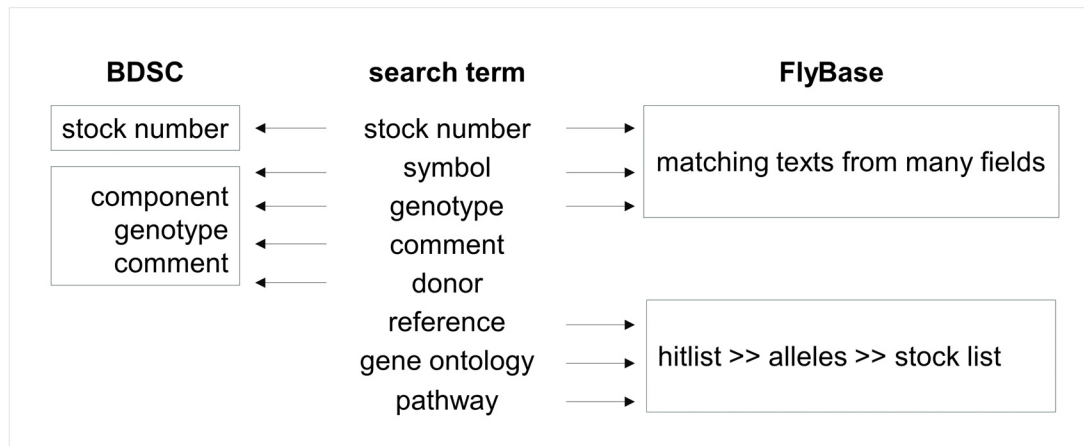 BDSC search term FlyBase
stock number stock number
symbol matching texts from many fields
component genotype
genotype comment
comment donor
reference
gene ontology hitlist >> alleles >> stock list
pathway